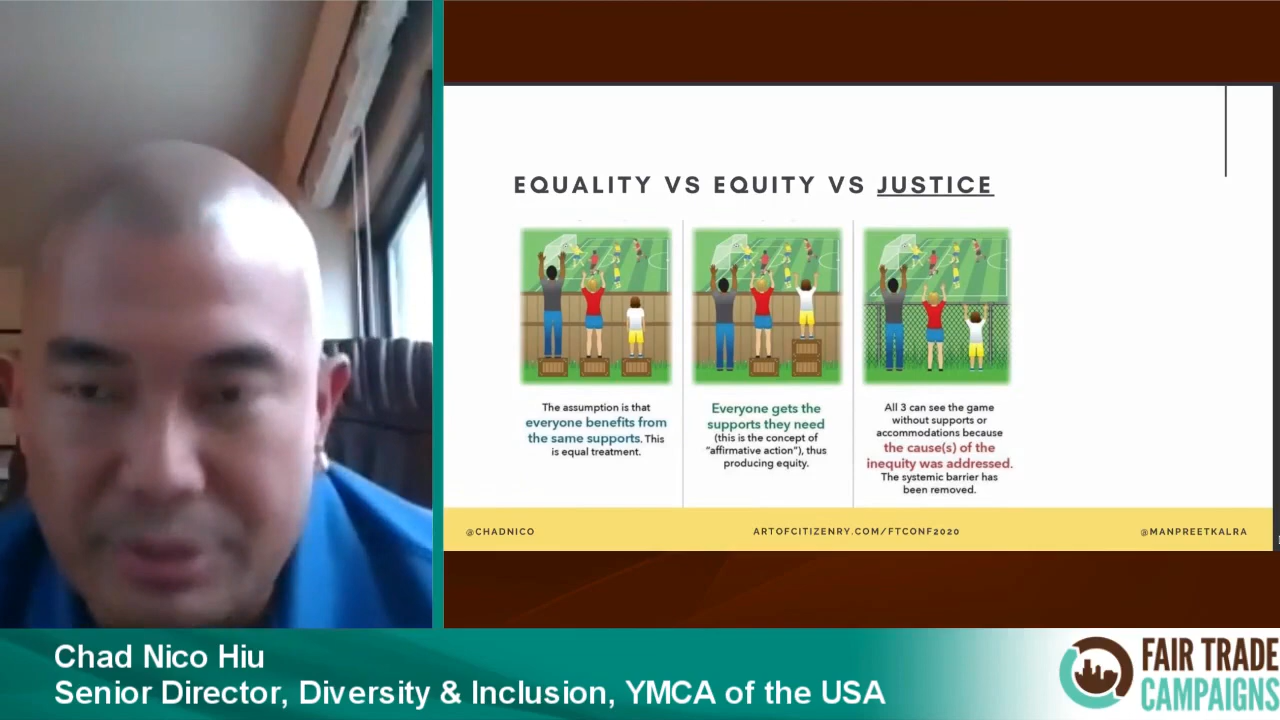 EQUALITY VS EQUITY VS JUSTICE
The assumption is that
everyone benefits from
the same supports. This
is equal treatment.
Everyone gets the
supports they need
(this is the concept of
"affirmative action"), thus
producing equity.
All 3 can see the game
without supports or
accommodations because
the cause(s) of the
inequity was addressed.
The systemic barrier has
been removed.
@CHADNICO
ARTOFCITIZENRY.COM/FTCONF2020
@MANPREETKALRA
Chad Nico Hiu
Senior Director, Diversity & Inclusion, YMCA of the USA
FAIR TRADE
CAMPAIGNS